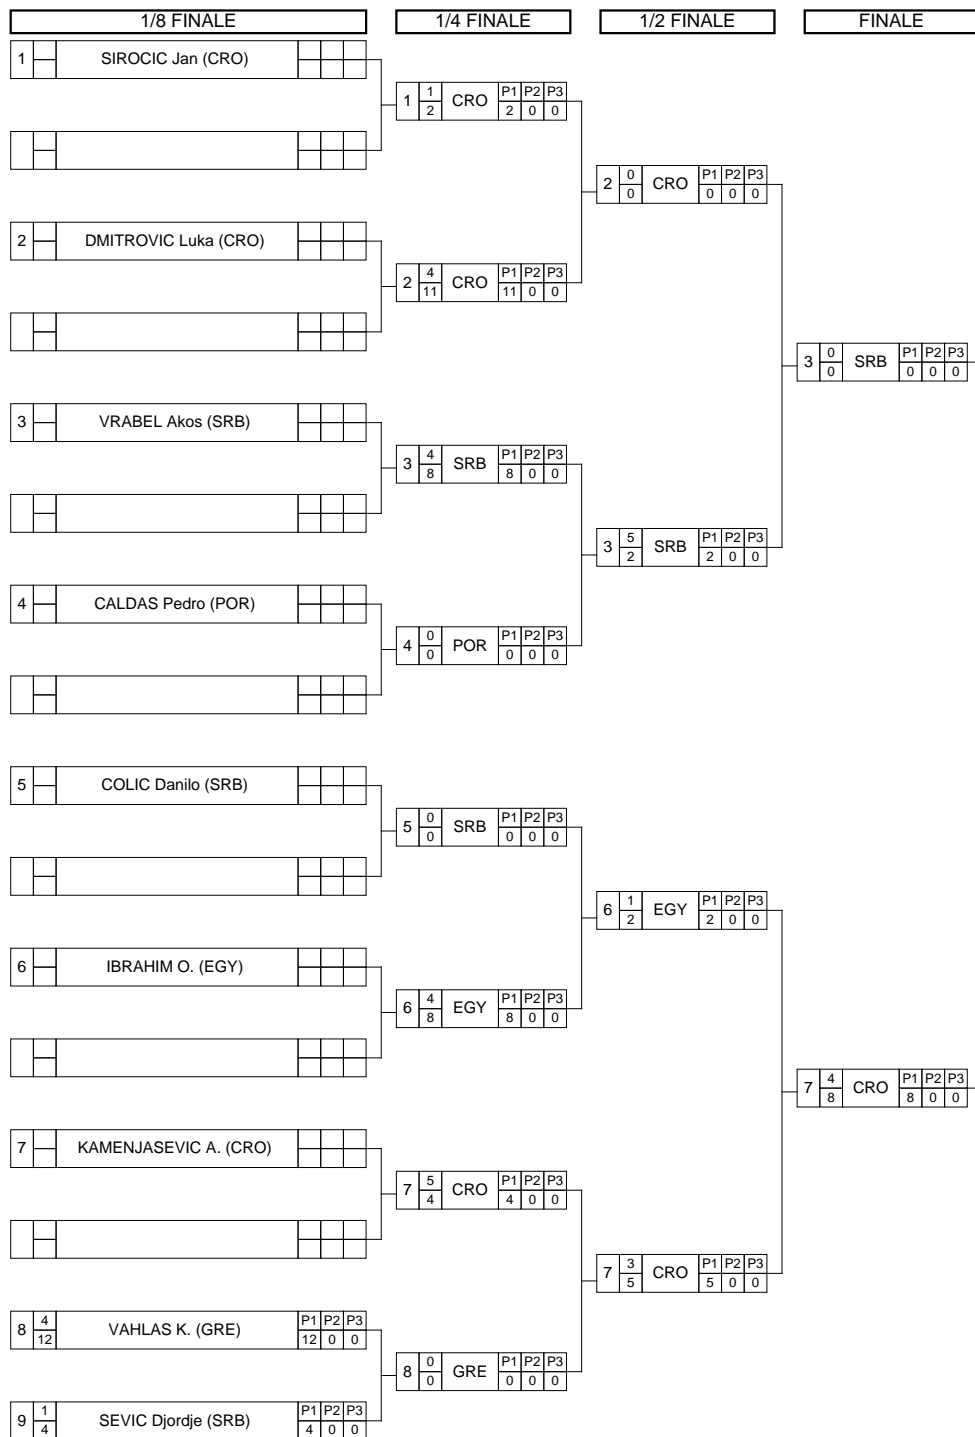 1/8 FINALE 1/4 FINALE 1/2 FINALE FINALE
1 SIROCIC Jan (CRO)
1 1 CRO P1 P2 P3
2 2 0 0
2 0 CRO P1 P2 P3
0 0 0 0
2 DMITROVIC Luka (CRO)
2 4 CRO P1 P2 P3
11 11 0 0
3 0 SRB P1 P2 P3
0 0 0 0
3 VRABEL Akos (SRB)
3 4 SRB P1 P2 P3
8 8 0 0
3 5 SRB P1 P2 P3
2 2 0 0
4 CALDAS Pedro (POR)
4 0 POR P1 P2 P3
0 0 0 0
5 COLIC Danilo (SRB)
5 0 SRB P1 P2 P3
0 0 0 0
6 1 EGY P1 P2 P3
2 2 0 0
6 IBRAHIM O. (EGY)
6 4 EGY P1 P2 P3
8 8 0 0
7 4 CRO P1 P2 P3
8 8 0 0
7 KAMENJASEVIC A. (CRO)
7 5 CRO P1 P2 P3
4 4 0 0
7 3 CRO P1 P2 P3
5 5 0 0
8 4 VAHLAS K. (GRE) P1 P2 P3
12 12 0 0
8 0 GRE P1 P2 P3
0 0 0 0
9 1 SEVIC Djordje (SRB) P1 P2 P3
4 4 0 0